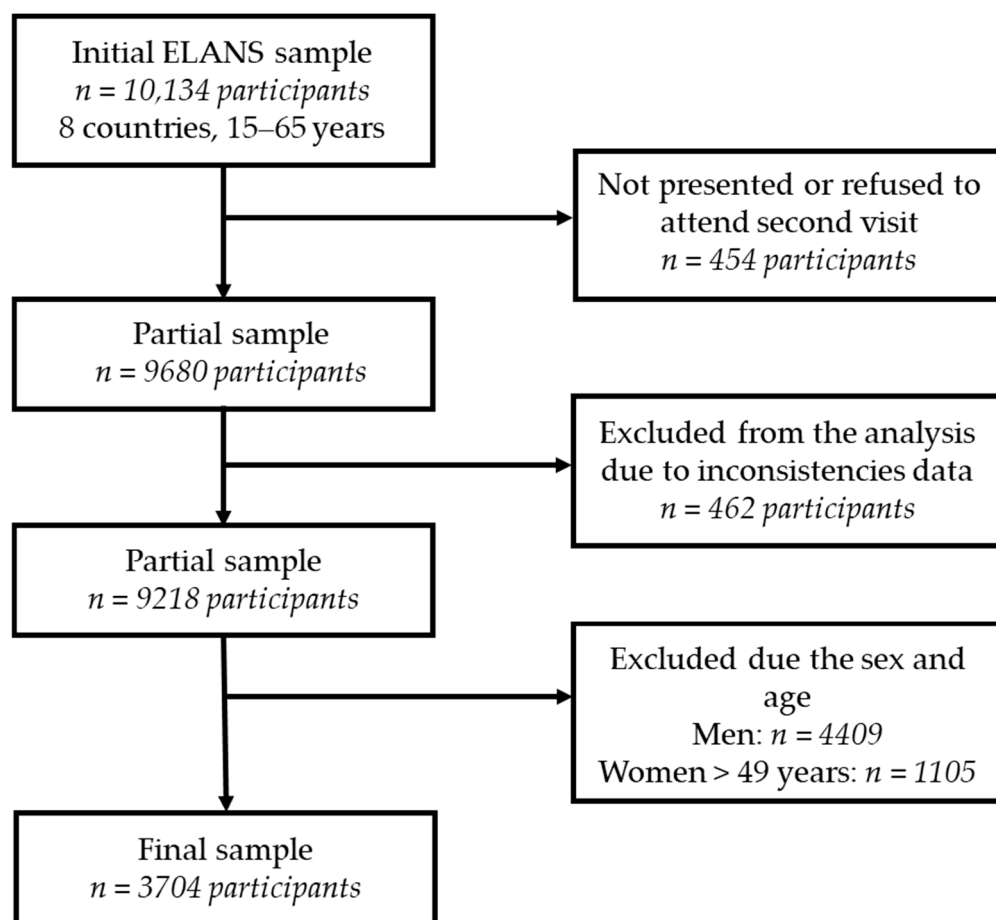 Initial ELANS sample
n = 10,134 participants
8 countries, 15–65 years
Not presented or refused to
attend second visit
n = 454 participants
Partial sample
n = 9680 participants
Excluded from the analysis
due to inconsistencies data
n = 462 participants
Partial sample
n = 9218 participants
Excluded due the sex and
age
Men: n = 4409
Women > 49 years: n = 1105
Final sample
n = 3704 participants